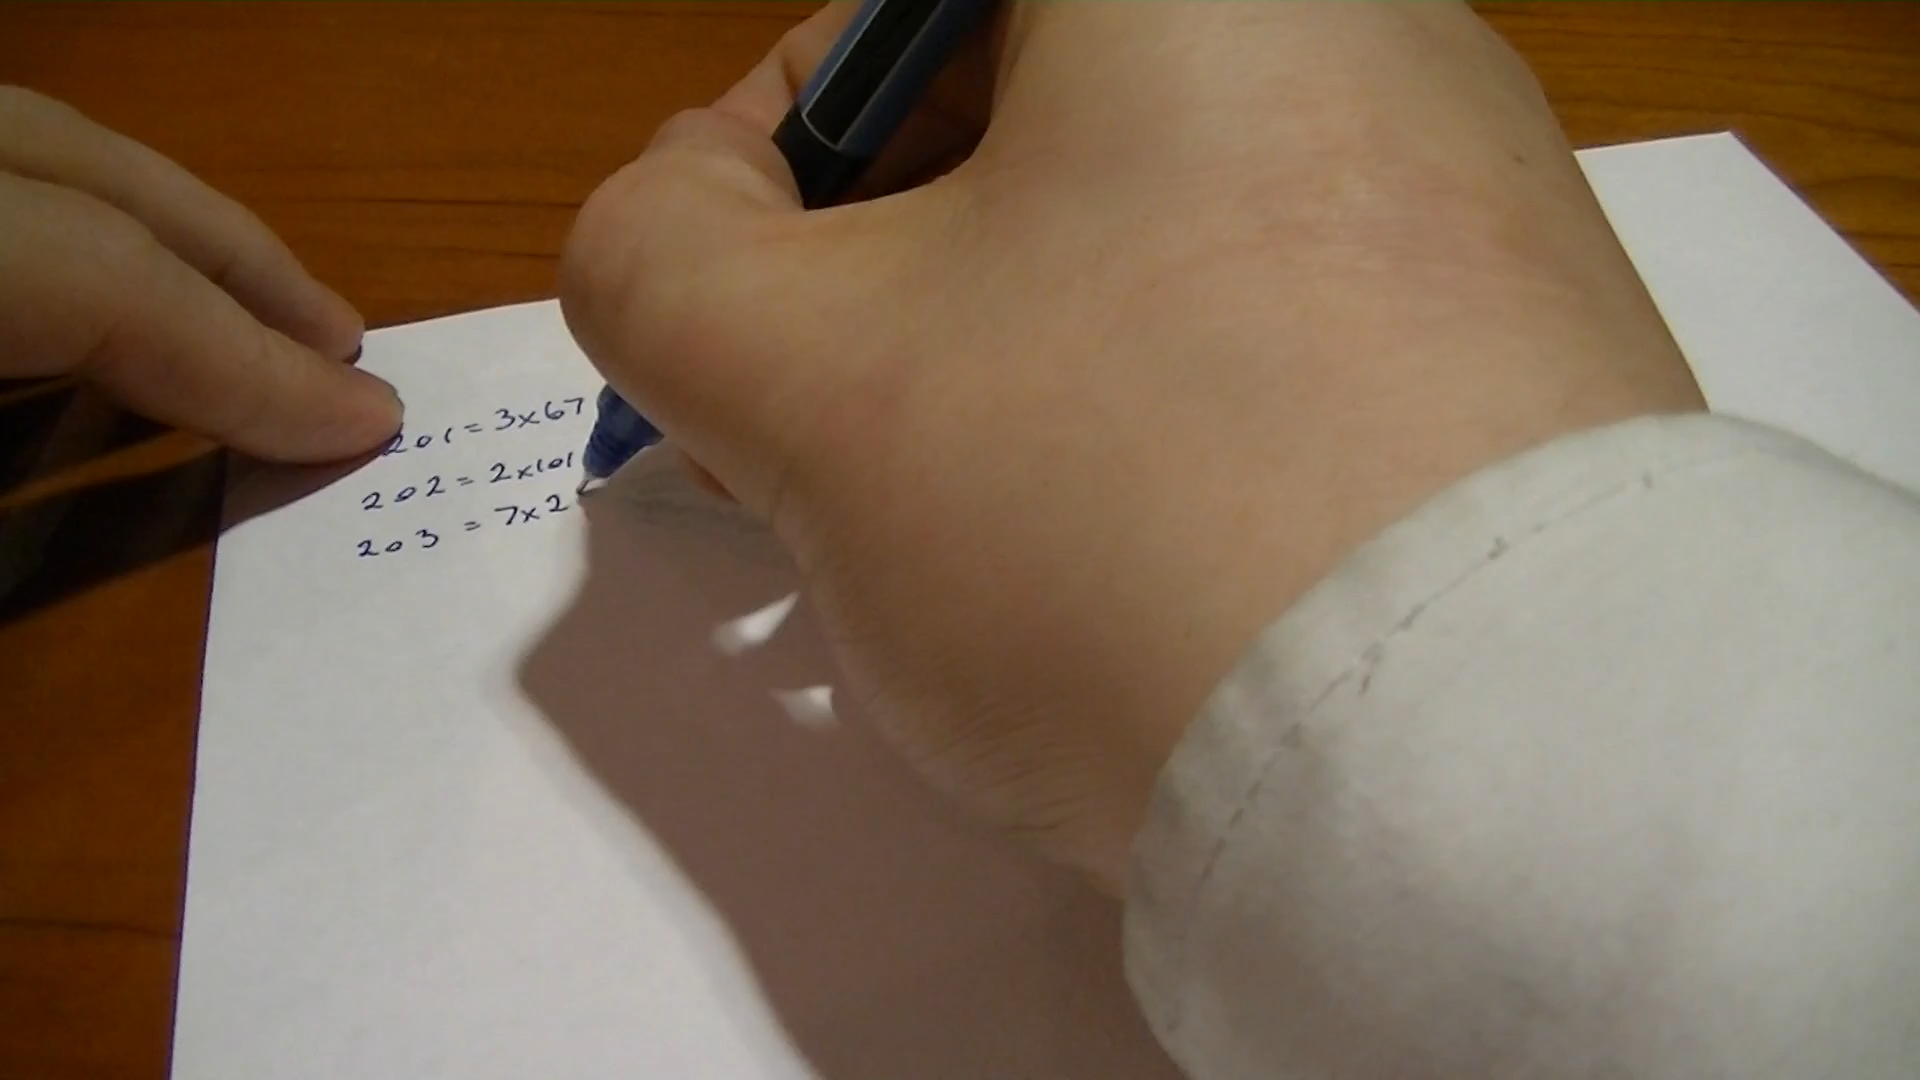 201 = 3x67
202 = 2x101
203 = 7x2